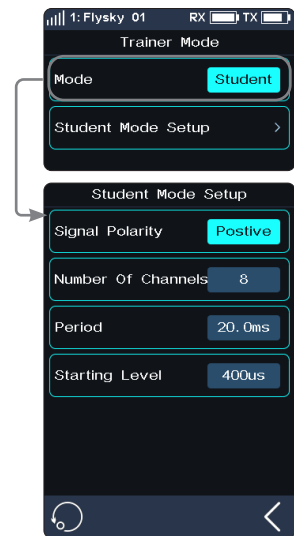 1: Flysky 01 RX TX
Trainer Mode
Mode Student
Student Mode Setup >
Student Mode Setup
Signal Polarity Postive
Number Of Channels 8
Period 20.0ms
Starting Level 400us